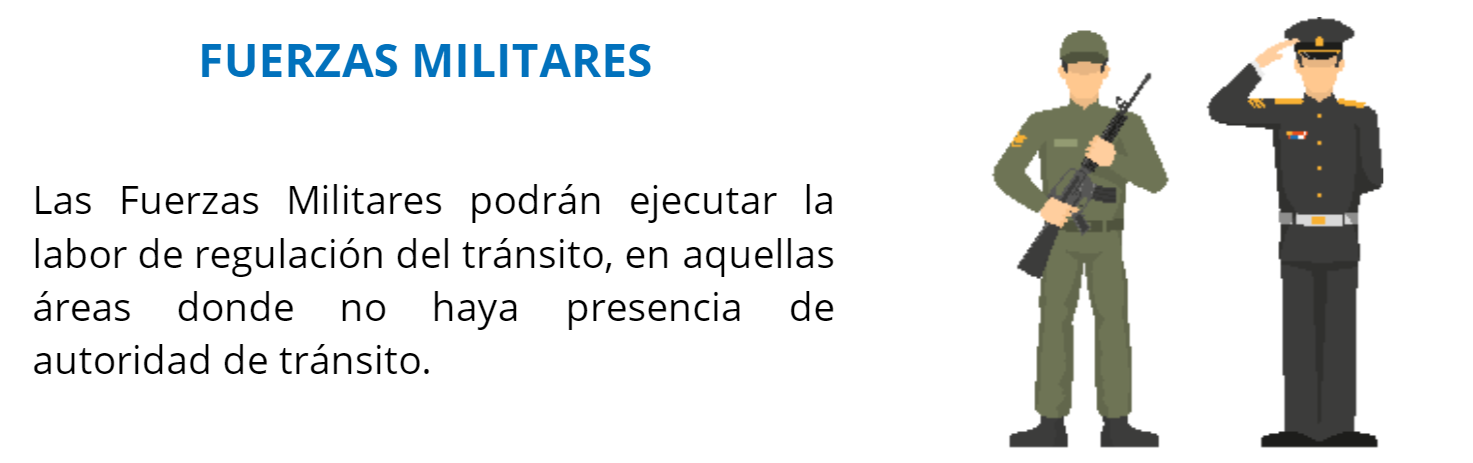 FUERZAS MILITARES
Las Fuerzas Militares podrán ejecutar la
labor de regulación del tránsito, en aquellas
áreas donde no haya presencia de
autoridad de tránsito.